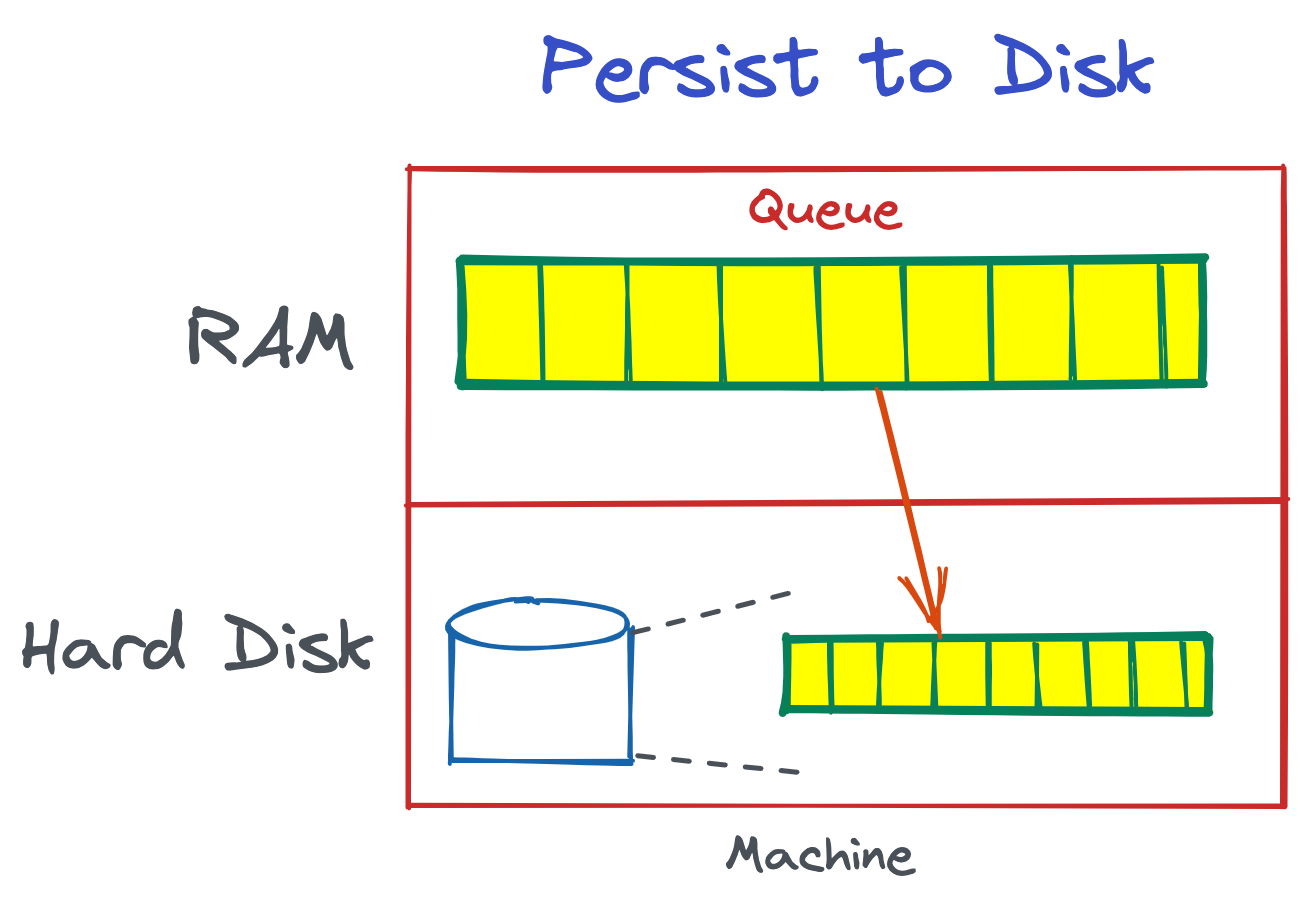 Persist to Disk
Queue
RAM
Hard Disk
Machine